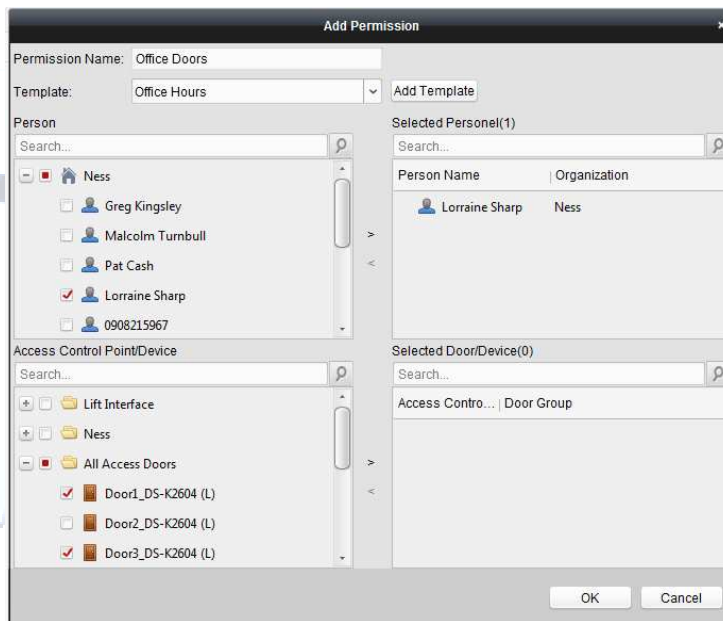 Add Permission
Permission Name: Office Doors
Template: Office Hours Add Template
Person
Search...
Ness
Greg Kingsley
Malcolm Turnbull
Pat Cash
Lorraine Sharp
0908215967
Selected Personel(1)
Search...
Person Name Organization
Lorraine Sharp Ness
Access Control Point/Device
Search...
Lift Interface
Ness
All Access Doors
Door1_DS-K2604 (L)
Door2_DS-K2604 (L)
Door3_DS-K2604 (L)
Selected Door/Device(0)
Search...
Access Contro... Door Group
OK Cancel